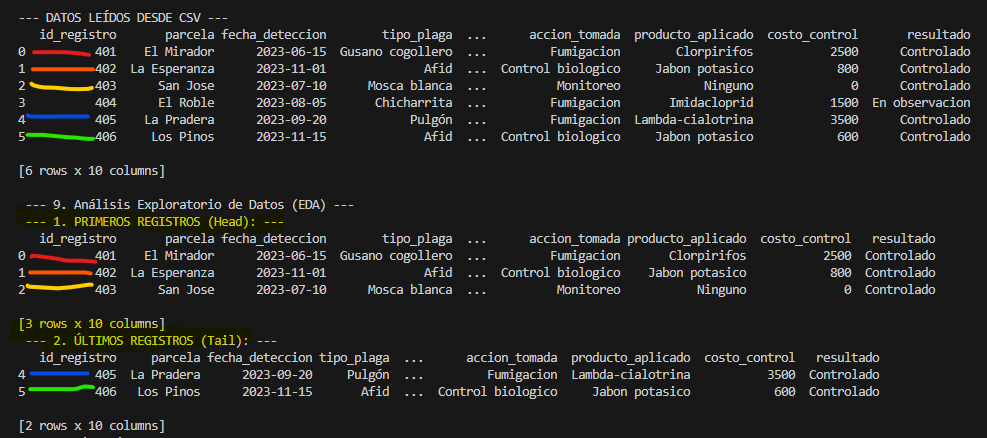 --- DATOS LEÍDOS DESDE CSV ---
id_registro parcela fecha_deteccion tipo_plaga ... accion_tomada producto_aplicado costo_control resultado
0 401 El Mirador 2023-06-15 Gusano cogollero ... Fumigacion Clorpirifos 2500 Controlado
1 402 La Esperanza 2023-11-01 Afid ... Control biologico Jabon potasico 800 Controlado
2 403 San Jose 2023-07-10 Mosca blanca ... Monitoreo Ninguno 0 Controlado
3 404 El Roble 2023-08-05 Chicharrita ... Fumigacion Imidacloprid 1500 En observacion
4 405 La Pradera 2023-09-20 Pulgón ... Fumigacion Lambda-cialotrina 3500 Controlado
5 406 Los Pinos 2023-11-15 Afid ... Control biologico Jabon potasico 600 Controlado
[6 rows x 10 columns]
--- 9. Análisis Exploratorio de Datos (EDA) ---
--- 1. PRIMEROS REGISTROS (Head): ---
id_registro parcela fecha_deteccion tipo_plaga ... accion_tomada producto_aplicado costo_control resultado
0 401 El Mirador 2023-06-15 Gusano cogollero ... Fumigacion Clorpirifos 2500 Controlado
1 402 La Esperanza 2023-11-01 Afid ... Control biologico Jabon potasico 800 Controlado
2 403 San Jose 2023-07-10 Mosca blanca ... Monitoreo Ninguno 0 Controlado
[3 rows x 10 columns]
--- 2. ÚLTIMOS REGISTROS (Tail): ---
id_registro parcela fecha_deteccion tipo_plaga ... accion_tomada producto_aplicado costo_control resultado
4 405 La Pradera 2023-09-20 Pulgón ... Fumigacion Lambda-cialotrina 3500 Controlado
5 406 Los Pinos 2023-11-15 Afid ... Control biologico Jabon potasico 600 Controlado
[2 rows x 10 columns]